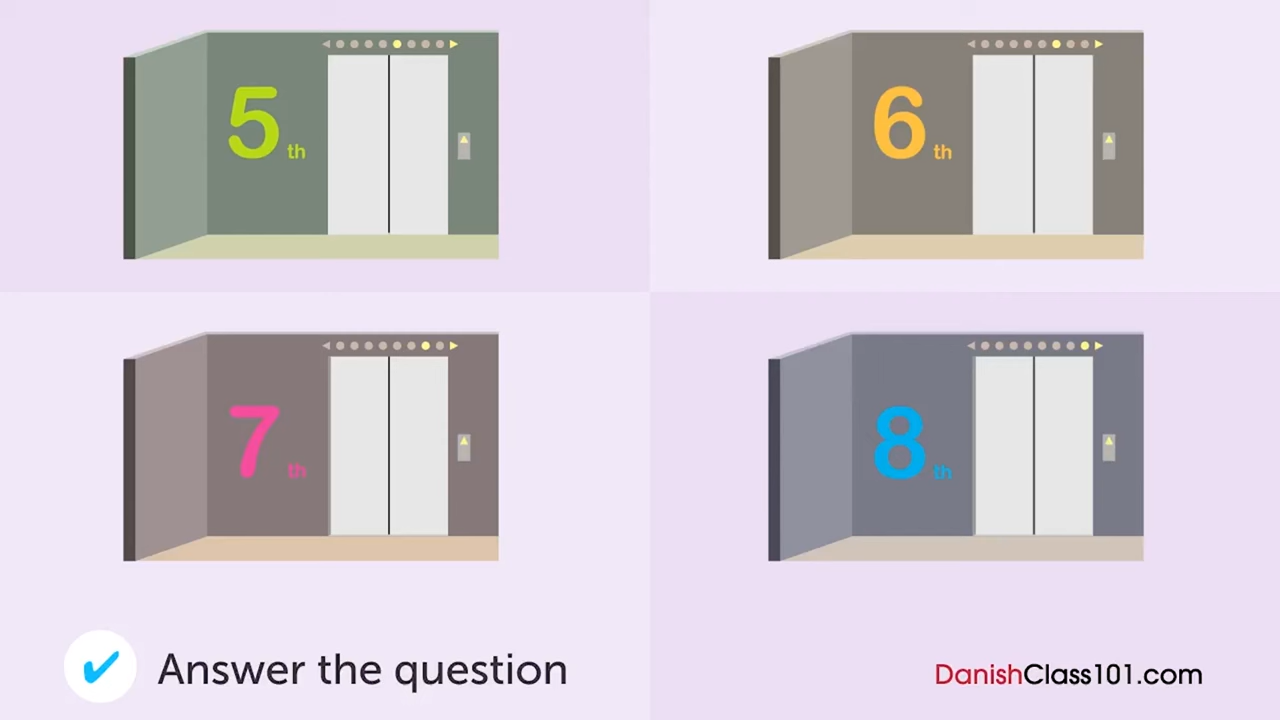 5th
6th
7th
8th
Answer the question
DanishClass101.com